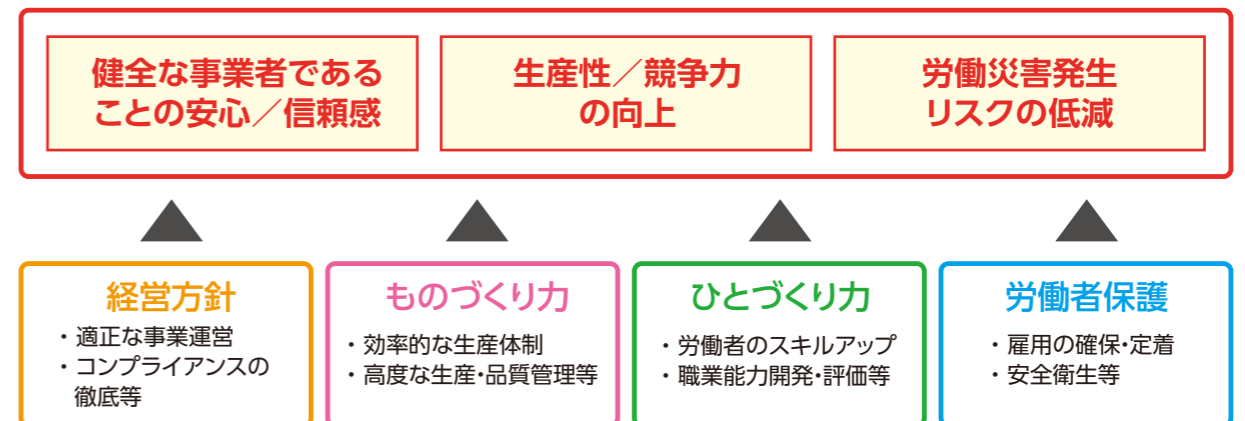 健全な事業者である
ことの安心／信頼感
生産性／競争力
の向上
労働災害発生
リスクの低減
経営方針
・適正な事業運営
・コンプライアンスの
徹底等
ものづくり力
・効率的な生産体制
・高度な生産・品質管理等
ひとづくり力
・労働者のスキルアップ
・職業能力開発・評価等
労働者保護
・雇用の確保・定着
・安全衛生等